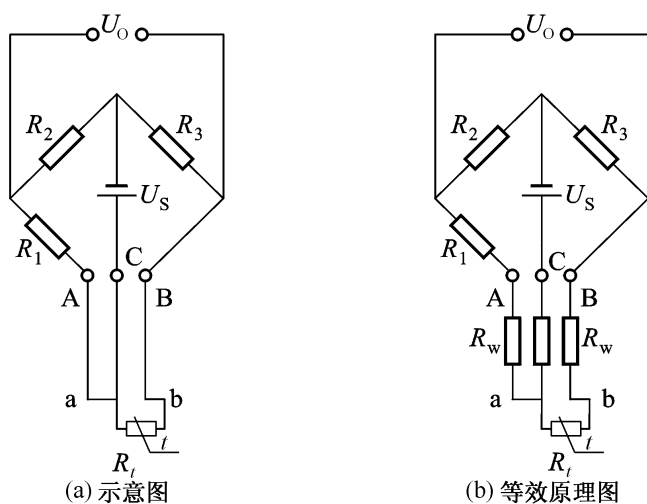 U_O U_O
R_2 R_3 R_2 R_3
U_S U_S
R_1 C R_1 C
A B A B
R_w R_w
a b a b
t t
R_t R_t
(a) 示意图 (b) 等效原理图